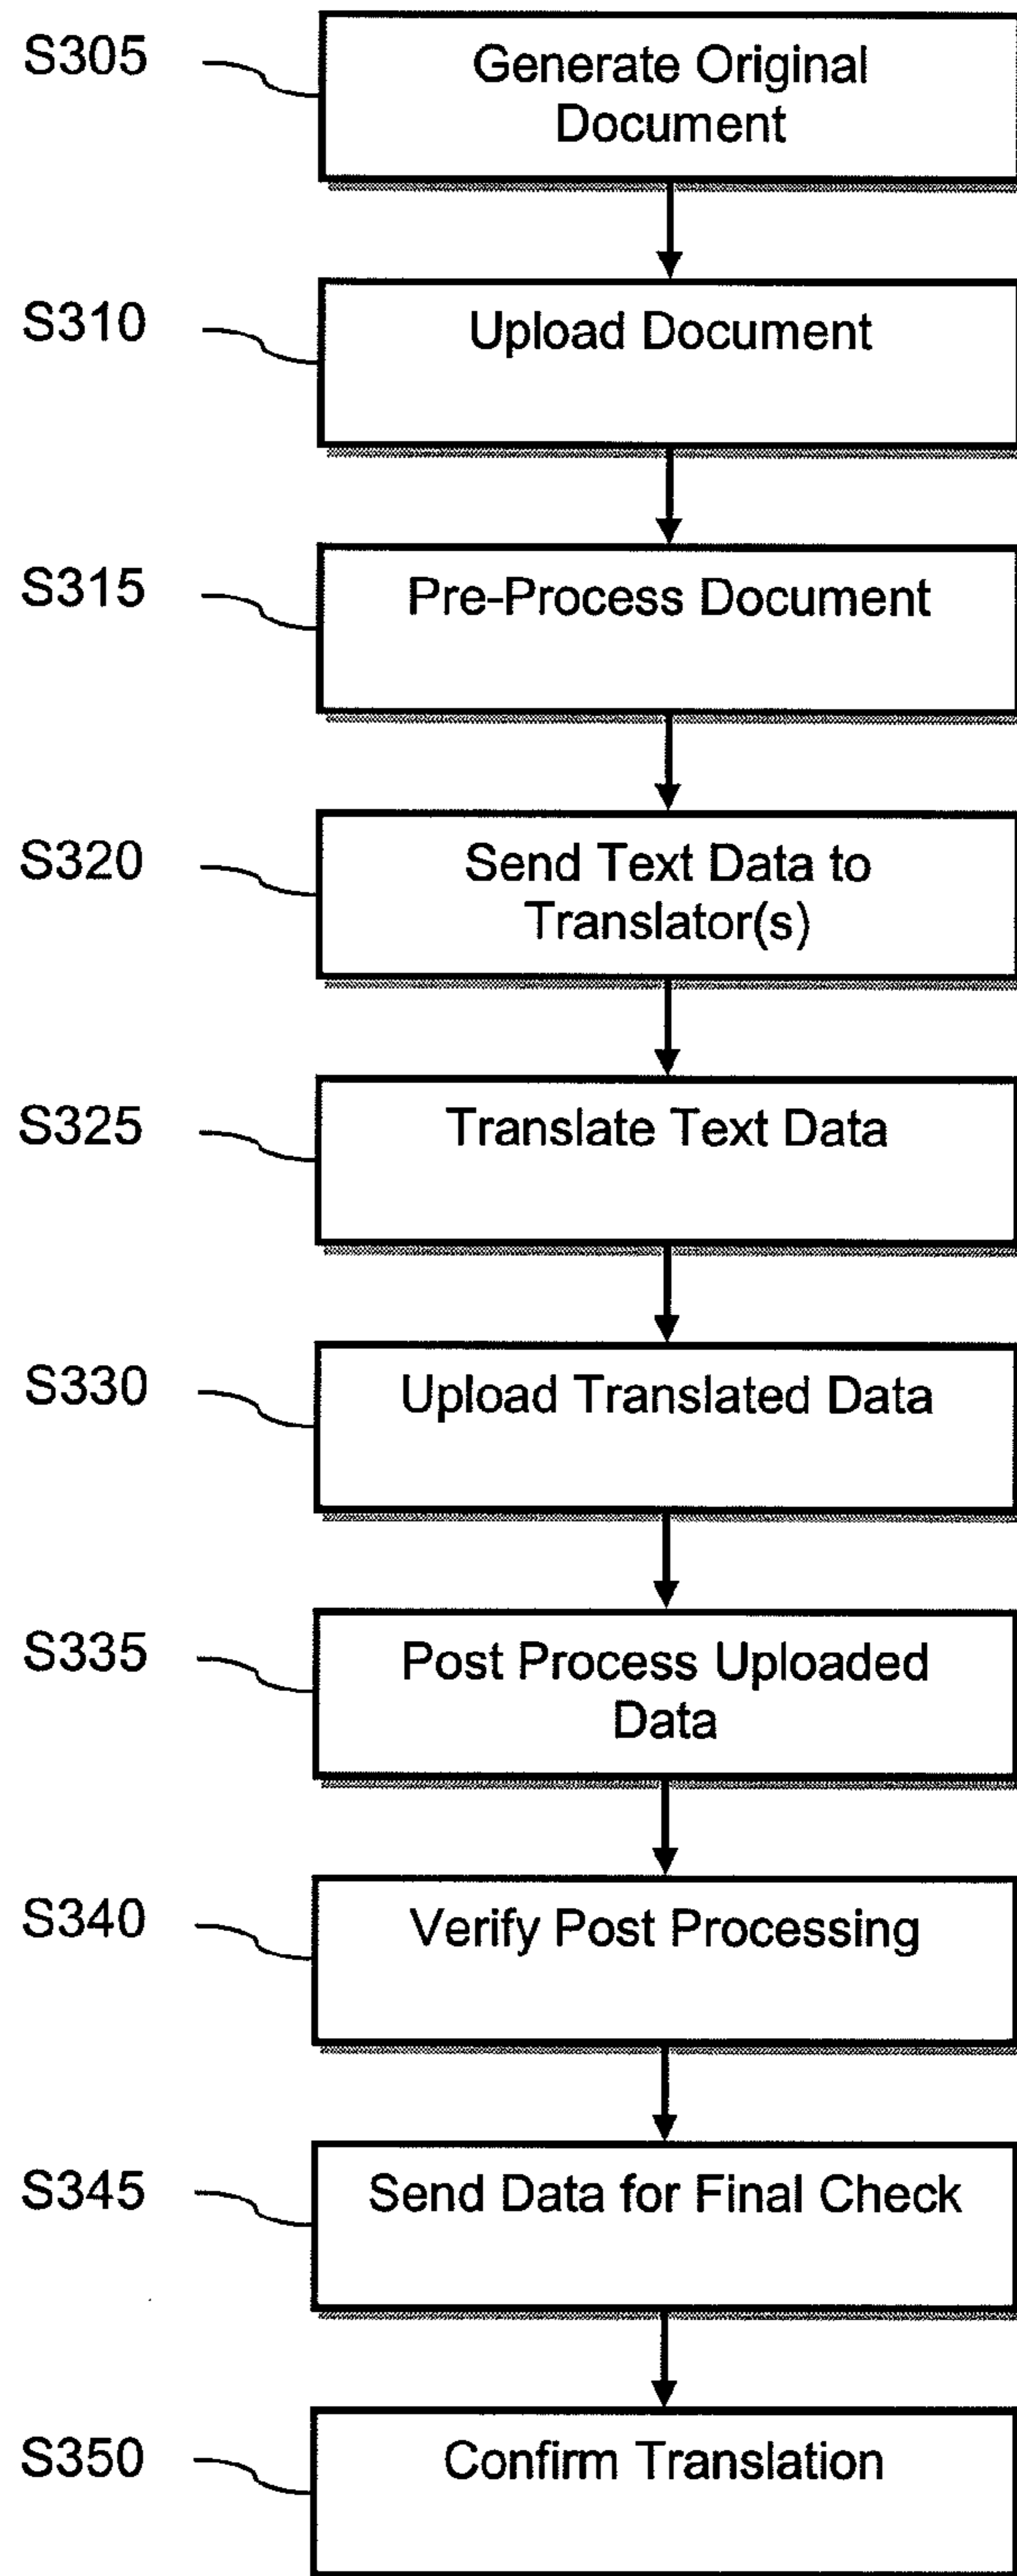 S305
Generate Original
Document
S310
Upload Document
S315
Pre-Process Document
S320
Send Text Data to
Translator(s)
S325
Translate Text Data
S330
Upload Translated Data
S335
Post Process Uploaded
Data
S340
Verify Post Processing
S345
Send Data for Final Check
S350
Confirm Translation